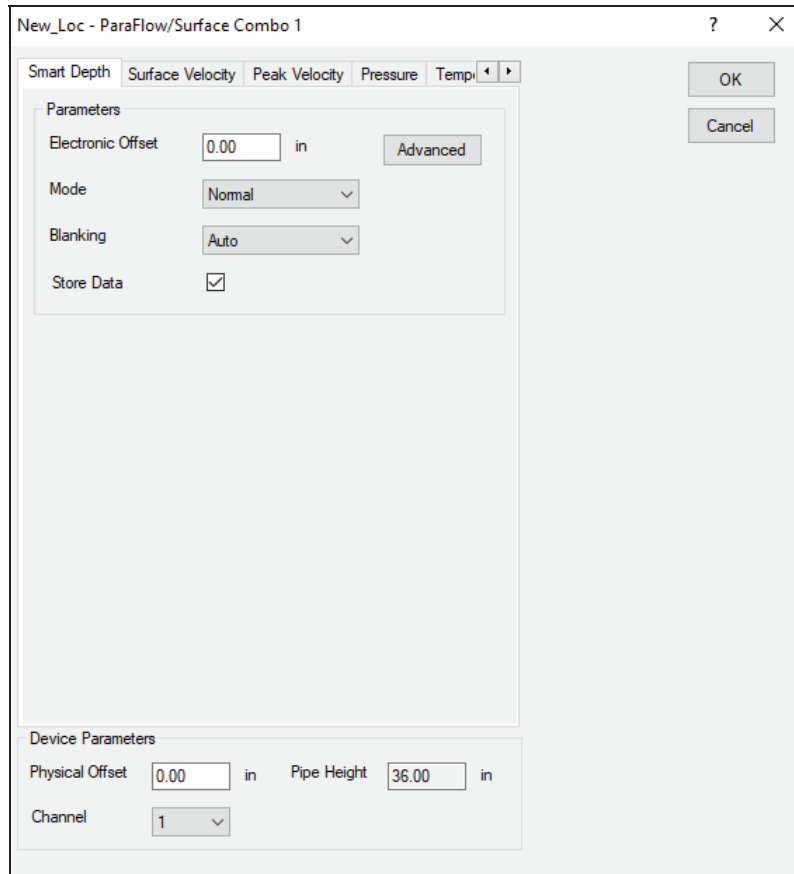 New_Loc - ParaFlow/Surface Combo 1 ?
Smart Depth Surface Velocity Peak Velocity Pressure
OK
Cancel
Parameters
Electronic Offset 0.00 in Advanced
Mode Normal
Blanking Auto
Store Data
Device Parameters
Physical Offset 0.00 in Pipe Height 36.00 in
Channel 1